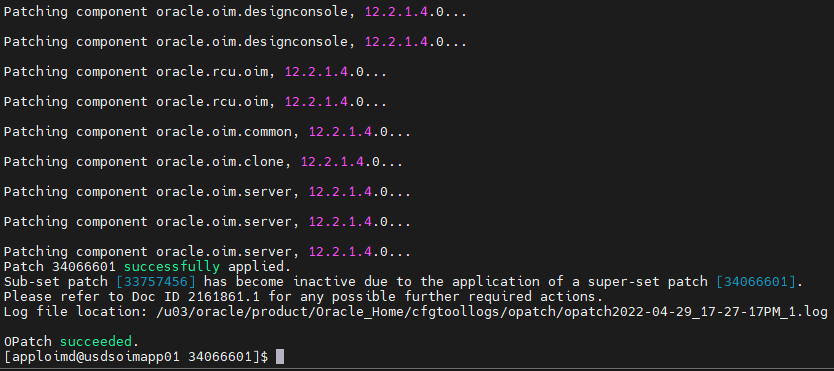 Patching component oracle.oim.designconsole, 12.2.1.4.0...
Patching component oracle.oim.designconsole, 12.2.1.4.0...
Patching component oracle.rcu.oim, 12.2.1.4.0...
Patching component oracle.rcu.oim, 12.2.1.4.0...
Patching component oracle.oim.common, 12.2.1.4.0...
Patching component oracle.oim.clone, 12.2.1.4.0...
Patching component oracle.oim.server, 12.2.1.4.0...
Patching component oracle.oim.server, 12.2.1.4.0...
Patching component oracle.oim.server, 12.2.1.4.0...
Patch 34066601 successfully applied.
Sub-set patch [33757456] has become inactive due to the application of a super-set patch [34066601].
Please refer to Doc ID 2161861.1 for any possible further required actions.
Log file location: /u03/oracle/product/Oracle_Home/cfgtoollogs/opatch/opatch2022-04-29_17-27-17PM_1.log
OPatch succeeded.
[apploimd@usdsoimapp01 34066601]$